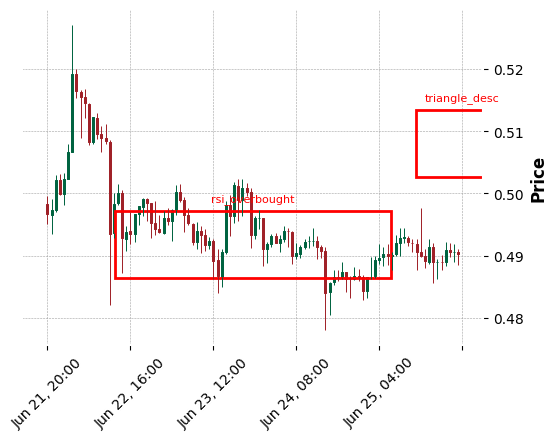 0.52
triangle_desc
0.51
0.50
rsi_overbought
0.49
0.48
Price
Jun 21, 20:00
Jun 22, 16:00
Jun 23, 12:00
Jun 24, 08:00
Jun 25, 04:00